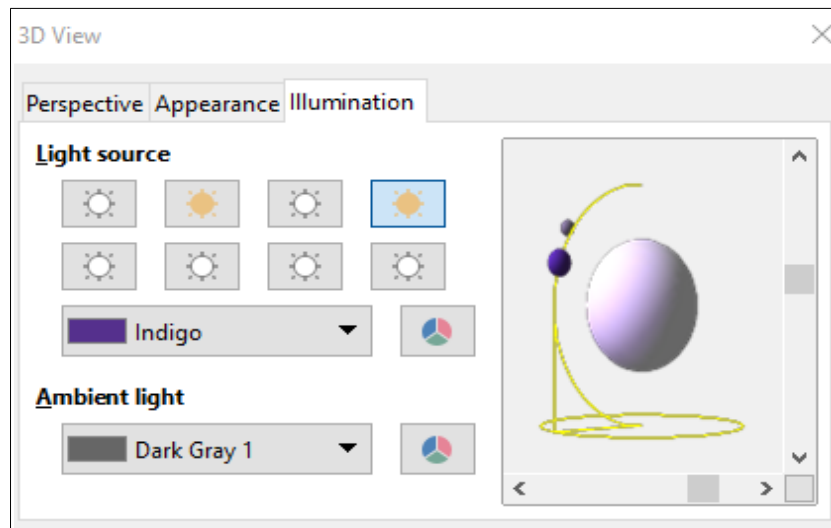 3D View
Perspective Appearance Illumination
Light source
Indigo
Ambient light
Dark Gray 1